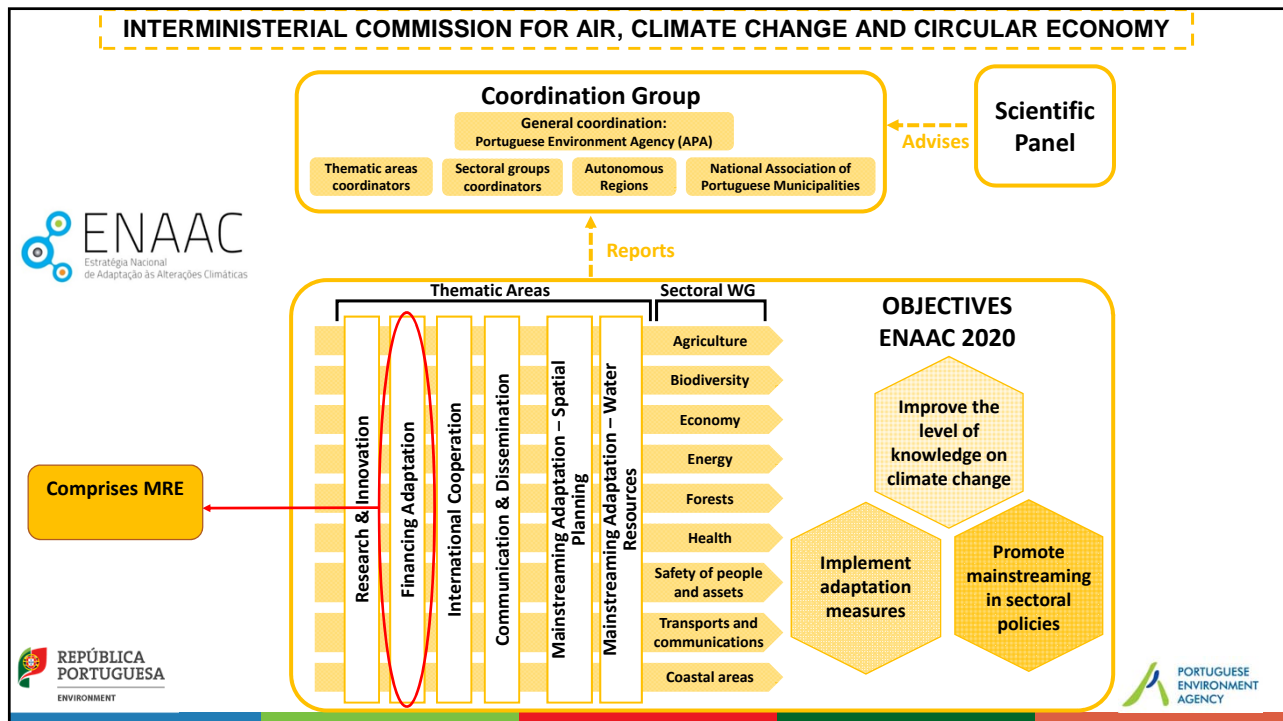 INTERMINISTERIAL COMMISSION FOR AIR, CLIMATE CHANGE AND CIRCULAR ECONOMY
Coordination Group
General coordination:
Portuguese Environment Agency (APA)
Thematic areas
coordinators
Sectoral groups
coordinators
Autonomous
Regions
National Association of
Portuguese Municipalities
Advises
Scientific
Panel
ENAAC
Estratégia Nacional
de Adaptação às Alterações Climáticas
Reports
Thematic Areas
Sectoral WG
Research & Innovation
Financing Adaptation
International Cooperation
Communication & Dissemination
Mainstreaming Adaptation – Spatial
Planning
Mainstreaming Adaptation – Water
Resources
Agriculture
Biodiversity
Economy
Energy
Forests
Health
Safety of people
and assets
Transports and
communications
Coastal areas
OBJECTIVES
ENAAC 2020
Improve the
level of
knowledge on
climate change
Implement
adaptation
measures
Promote
mainstreaming
in sectoral
policies
Comprises MRE
REPÚBLICA
PORTUGUESA
ENVIRONMENT
PORTUGUESE
ENVIRONMENT
AGENCY